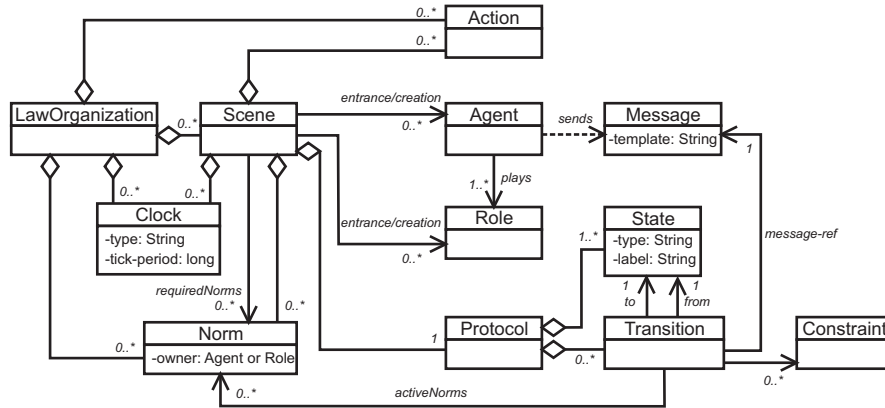 0..*
Action
0..*
LawOrganization
0..*
Scene
entrance/creation
0..*
Agent
sends
Message
-template: String
1
0..*
0..*
Clock
-type: String
-tick-period: long
plays
1..*
entrance/creation
0..*
Role
1..*
State
-type: String
-label: String
message-ref
requiredNorms
0..*
0..*
1
to
1
from
0..*
Norm
-owner: Agent or Role
1
Protocol
0..*
Transition
Constraint
0..*
0..*
activeNorms